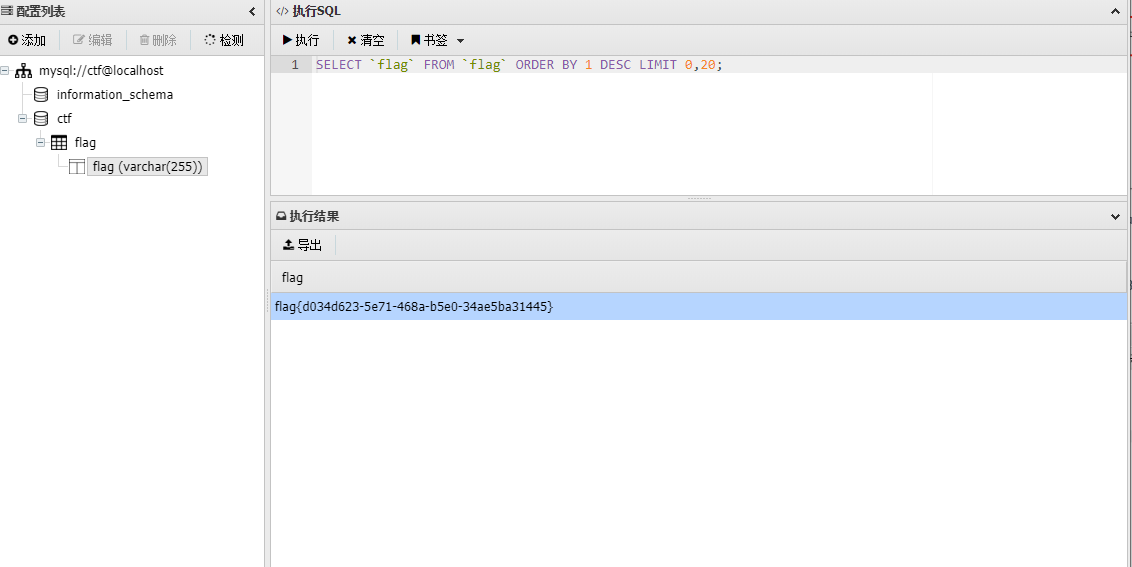 配置列表
添加 编辑 删除 检测
mysql://ctf@localhost
information_schema
ctf
flag
flag (varchar(255))
</> 执行SQL
执行 清空 书签
1 SELECT `flag` FROM `flag` ORDER BY 1 DESC LIMIT 0,20;
执行结果
导出
flag
flag{d034d623-5e71-468a-b5e0-34ae5ba31445}